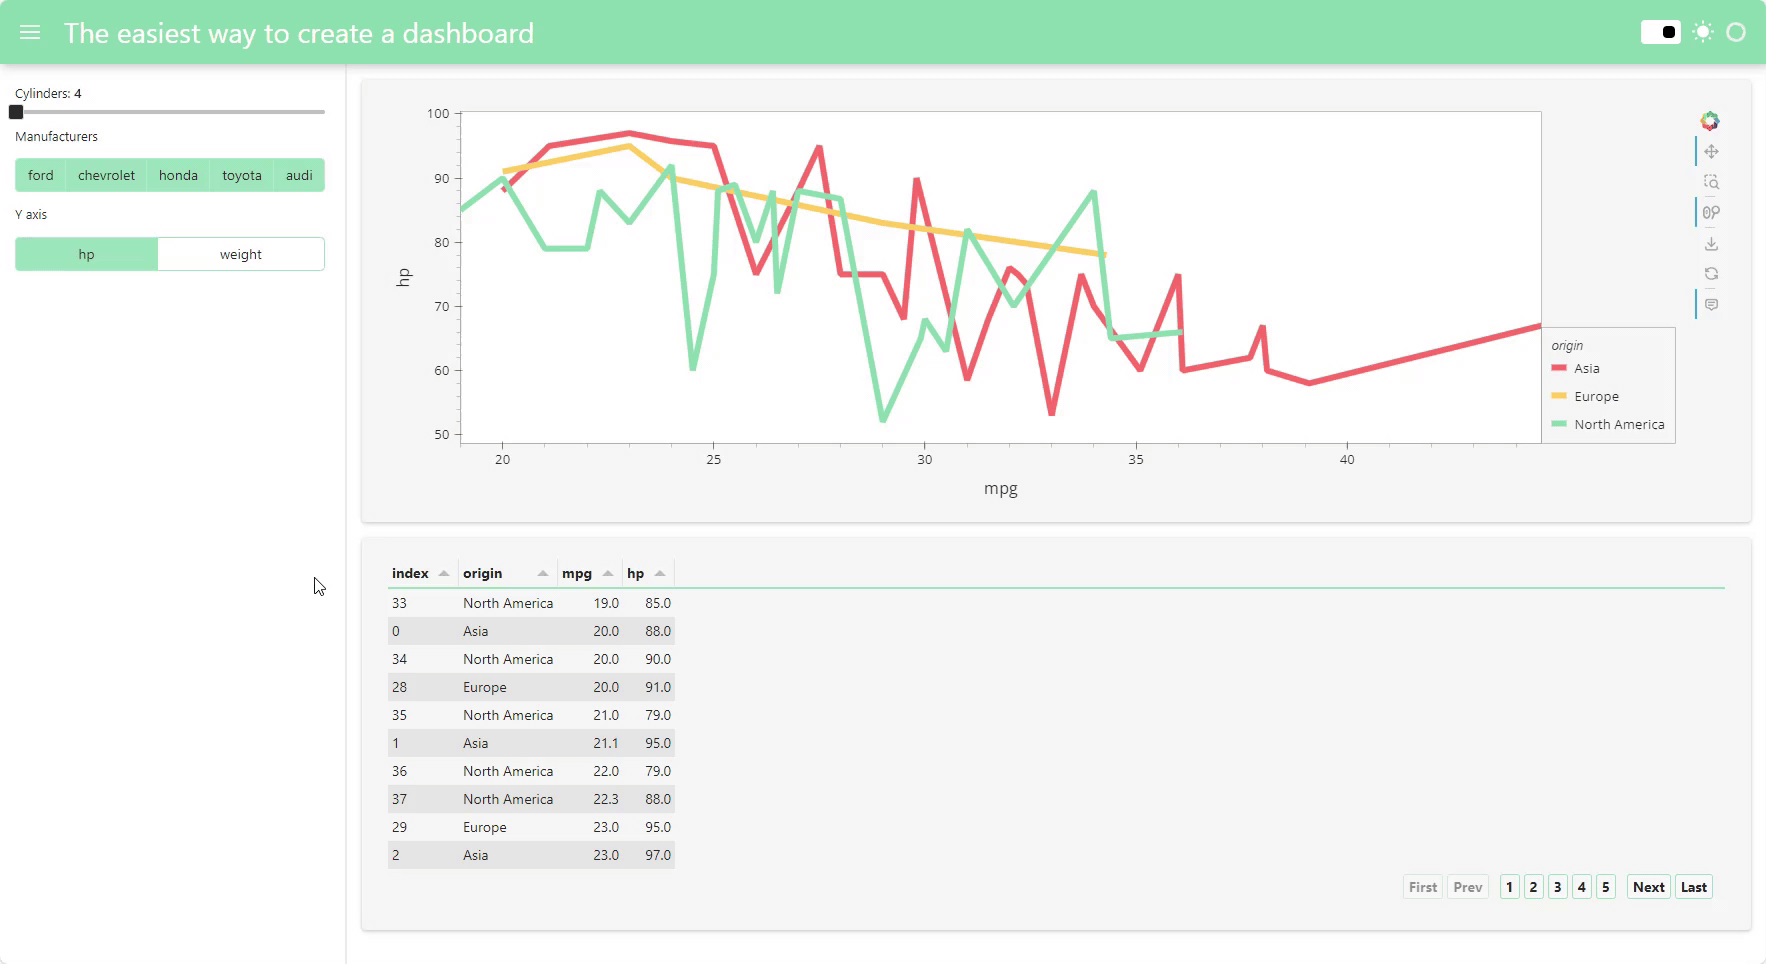 The easiest way to create a dashboard
Cylinders: 4
Manufacturers
ford chevrolet honda toyota audi
Y axis
hp weight
100
90
80
70
60
50
hp
20 25 30 35 40
mpg
origin
Asia
Europe
North America
index origin mpg hp
33 North America 19.0 85.0
0 Asia 20.0 88.0
34 North America 20.0 90.0
28 Europe 20.0 91.0
35 North America 21.0 79.0
1 Asia 21.1 95.0
36 North America 22.0 79.0
37 North America 22.3 88.0
29 Europe 23.0 95.0
2 Asia 23.0 97.0
First Prev 1 2 3 4 5 Next Last